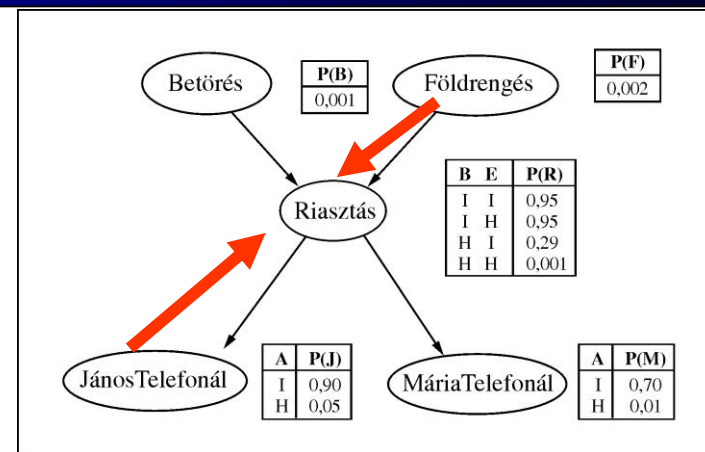 Betörés
P(B)
0,001
Földrengés
P(F)
0,002
Riasztás
B E P(R)
I I 0,95
I H 0,95
H I 0,29
H H 0,001
JánosTelefonál
A P(J)
I 0,90
H 0,05
MáriaTelefonál
A P(M)
I 0,70
H 0,01